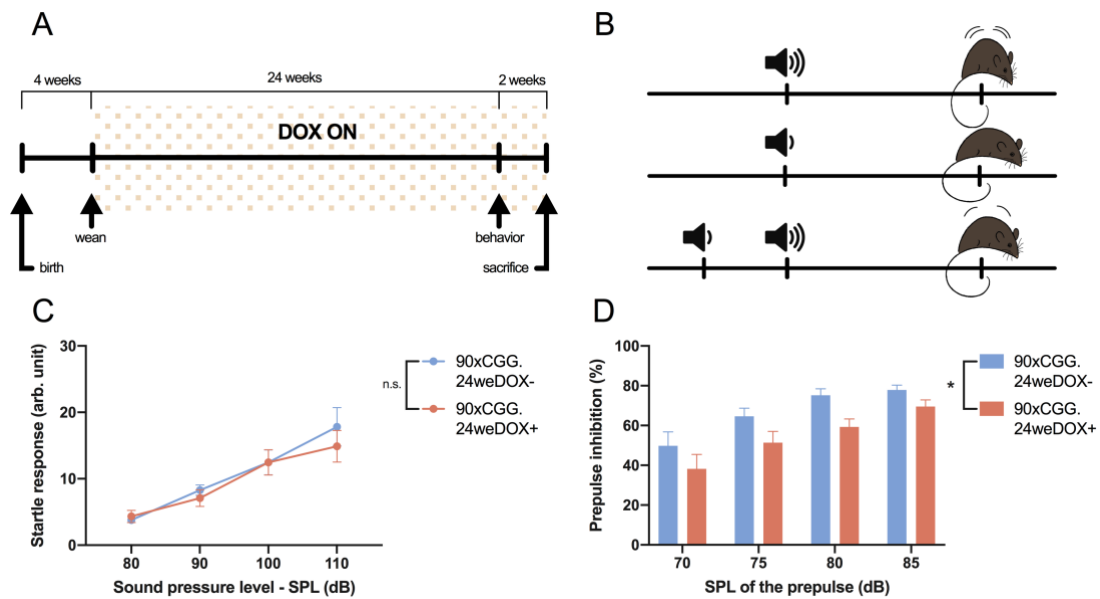 A
4 weeks
24 weeks
2 weeks
DOX ON
wean
behavior
birth
sacrifice
B
C
Startle response (arb. unit)
30
20
10
0
80
90
100
110
Sound pressure level - SPL (dB)
n.s.
90xCGG.
24weDOX-
90xCGG.
24weDOX+
D
Prepulse inhibition (%)
100
80
60
40
20
0
70
75
80
85
SPL of the prepulse (dB)
*
90xCGG.
24weDOX-
90xCGG.
24weDOX+